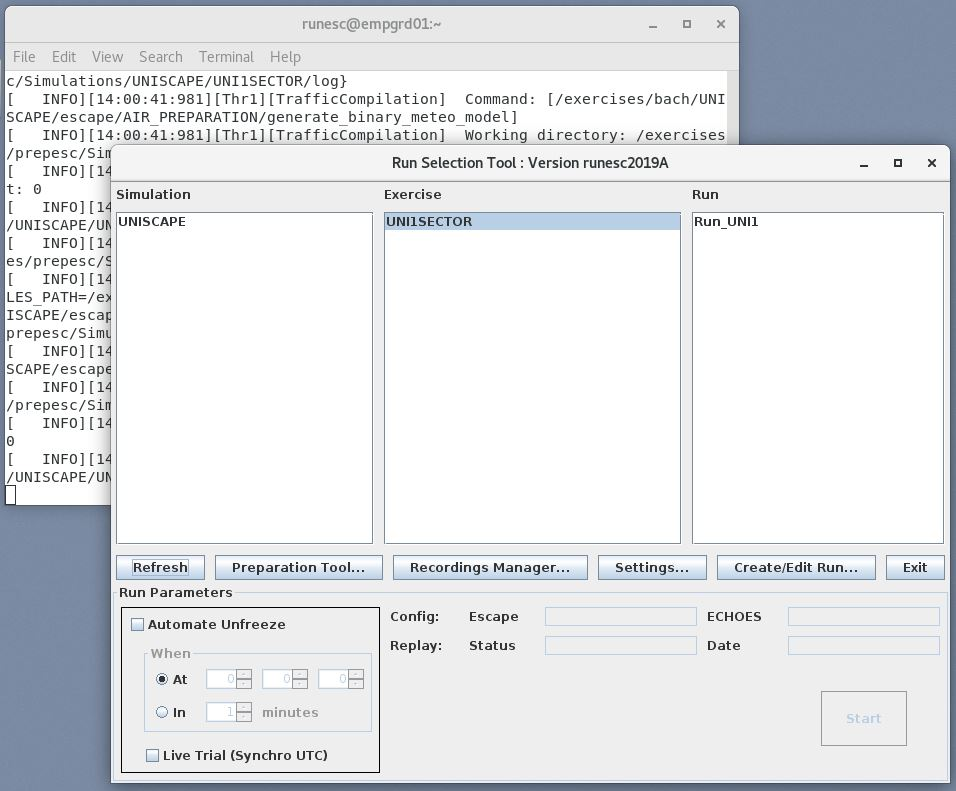 runesc@empgrd01:~
File Edit View Search Terminal Help
c/Simulations/UNISCAPE/UNI1SECTOR/log}
[   INFO][14:00:41:981][Thr1][TrafficCompilation]  Command: [/exercises/bach/UNI
SCAPE/escape/AIR_PREPARATION/generate_binary_meteo_model]
[   INFO][14:00:41:981][Thr1][TrafficCompilation]  Working directory: /exercises
/prepesc/Sim
[   INFO][14
t: 0
[   INFO][14
/UNISCAPE/UN
[   INFO][14
es/prepesc/S
[   INFO][14
LES_PATH=/ex
ISCAPE/escap
prepesc/Simu
[   INFO][14
SCAPE/escape
[   INFO][14
/prepesc/Sim
[   INFO][14
0
[   INFO][14
/UNISCAPE/UN
Run Selection Tool : Version runesc2019A
Simulation Exercise Run
UNISCAPE UNI1SECTOR Run_UNI1
Refresh Preparation Tool... Recordings Manager... Settings... Create/Edit Run... Exit
Run Parameters
Automate Unfreeze
When
At 0 0 0
In 1 minutes
Live Trial (Synchro UTC)
Config: Escape ECHOES
Replay: Status Date
Start